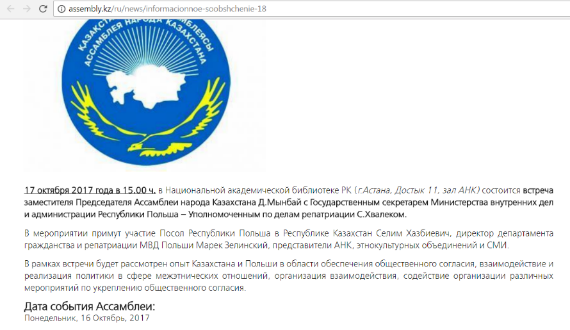 assembly.kz/ru/news/informacionnoe-soobshchenie-18
КАЗАХСТАН АССАМБЛЕЯСЫ
АССАМБЛЕЯ НАРОДА КАЗАХСТАНА
17 октября 2017 года в 15.00 ч. в Национальной академической библиотеке РК (г.Астана, Достык 11, зал АНК) состоится встреча
заместителя Председателя Ассамблеи народа Казахстана Д.Мынбай с Государственным секретарем Министерства внутренних дел
и администрации Республики Польша – Уполномоченным по делам репатриации С.Хвалеком.
В мероприятии примут участие Посол Республики Польша в Республике Казахстан Селим Хазбиевич, директор департамента
гражданства и репатриации МВД Польши Марек Зелинский, представители АНК, этнокультурных объединений и СМИ.
В рамках встречи будет рассмотрен опыт Казахстана и Польши в области обеспечения общественного согласия, взаимодействие и
реализация политики в сфере межэтнических отношений, организация взаимодействия, содействие организации различных
мероприятий по укреплению общественного согласия.
Дата события Ассамблеи:
Понедельник, 16 Октябрь, 2017